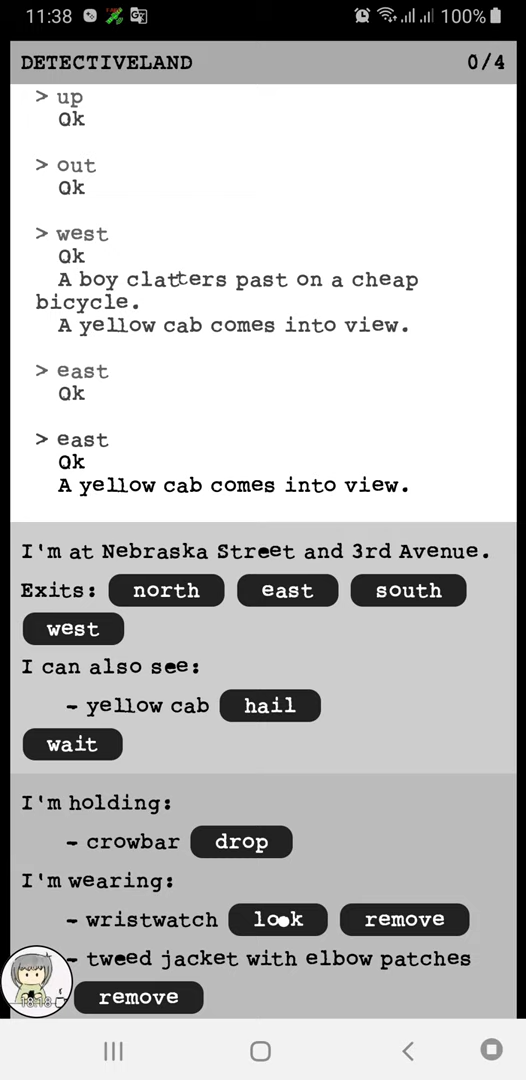 11:38
100%
DETECTIVELAND 0/4
> up
Ok
> out
Ok
> west
Ok
A boy clatters past on a cheap
bicycle.
A yellow cab comes into view.
> east
Ok
> east
Ok
A yellow cab comes into view.
I'm at Nebraska Street and 3rd Avenue.
Exits: north east south
west
I can also see:
- yellow cab hail
wait
I'm holding:
- crowbar drop
I'm wearing:
- wristwatch look remove
- tweed jacket with elbow patches
remove